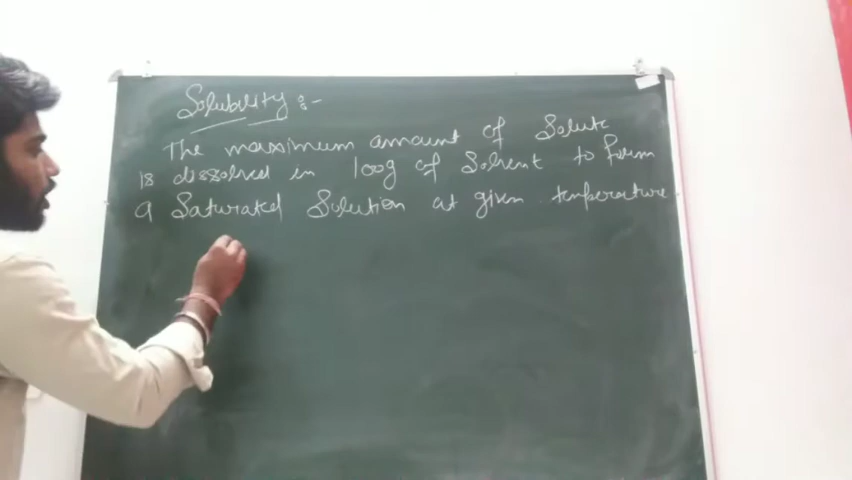 Solubility :-
The maximum amount of Solute
is dissolved in 100g of Solvent to form
a Saturated Solution at given temperature